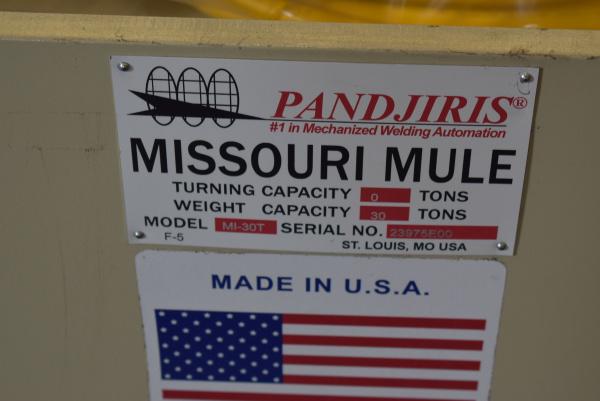 PANDJIRIS®
#1 in Mechanized Welding Automation
MISSOURI MULE
TURNING CAPACITY 0 TONS
WEIGHT CAPACITY 30 TONS
MODEL MI-30T SERIAL NO. 23975E00
F-5 ST. LOUIS, MO USA
MADE IN U.S.A.